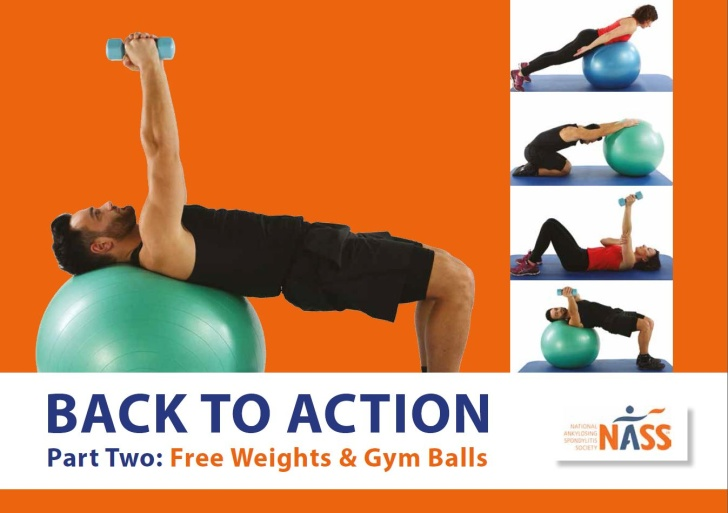 BACK TO ACTION
Part Two: Free Weights & Gym Balls
NATIONAL
ANKYLOSING
SPONDYLITIS
SOCIETY
NASS